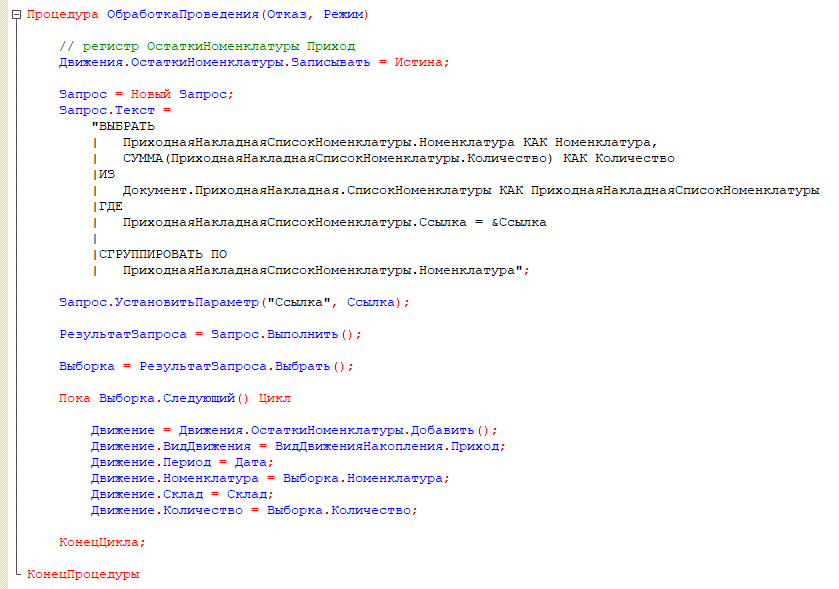 Процедура ОбработкаПроведения(Отказ, Режим)
// регистр ОстаткиНоменклатуры Приход
Движения.ОстаткиНоменклатуры.Записывать = Истина;
Запрос = Новый Запрос;
Запрос.Текст =
"ВЫБРАТЬ
|   ПриходнаяНакладнаяСписокНоменклатуры.Номенклатура КАК Номенклатура,
|   СУММА(ПриходнаяНакладнаяСписокНоменклатуры.Количество) КАК Количество
|ИЗ
|   Документ.ПриходнаяНакладная.СписокНоменклатуры КАК ПриходнаяНакладнаяСписокНоменклатуры
|ГДЕ
|   ПриходнаяНакладнаяСписокНоменклатуры.Ссылка = &Ссылка
|
|СГРУППИРОВАТЬ ПО
|   ПриходнаяНакладнаяСписокНоменклатуры.Номенклатура";
Запрос.УстановитьПараметр("Ссылка", Ссылка);
РезультатЗапроса = Запрос.Выполнить();
Выборка = РезультатЗапроса.Выбрать();
Пока Выборка.Следующий() Цикл
Движение = Движения.ОстаткиНоменклатуры.Добавить();
Движение.ВидДвижения = ВидДвиженияНакопления.Приход;
Движение.Период = Дата;
Движение.Номенклатура = Выборка.Номенклатура;
Движение.Склад = Склад;
Движение.Количество = Выборка.Количество;
КонецЦикла;
КонецПроцедуры